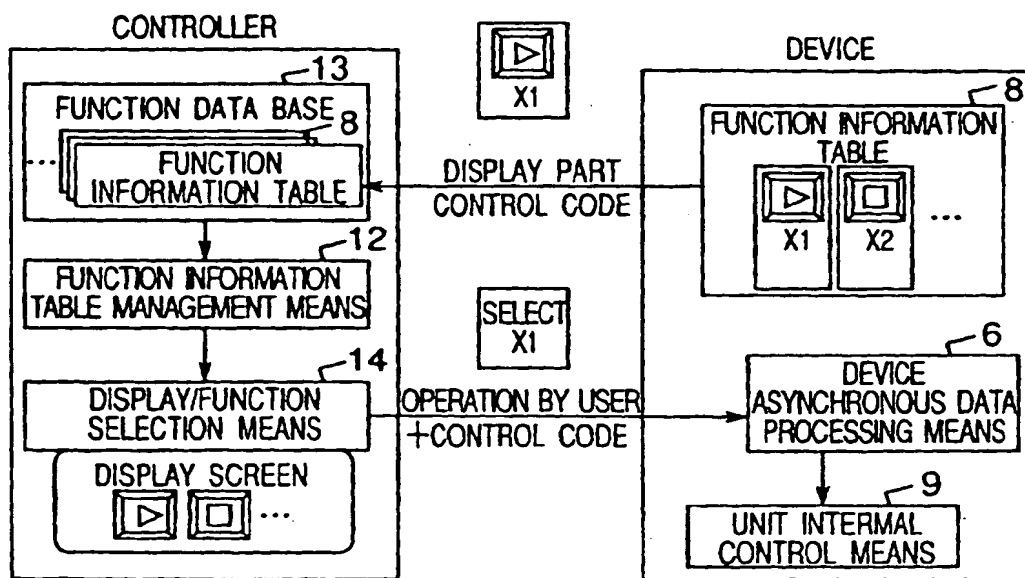 CONTROLLER
13
FUNCTION DATA BASE
8
...
FUNCTION
INFORMATION TABLE
12
FUNCTION INFORMATION
TABLE MANAGEMENT MEANS
14
DISPLAY/FUNCTION
SELECTION MEANS
DISPLAY SCREEN
...
X1
DISPLAY PART
CONTROL CODE
SELECT
X1
OPERATION BY USER
+CONTROL CODE
DEVICE
8
FUNCTION INFORMATION
TABLE
X1 X2 ...
6
DEVICE
ASYNCHRONOUS DATA
PROCESSING MEANS
9
UNIT INTERMAL
CONTROL MEANS